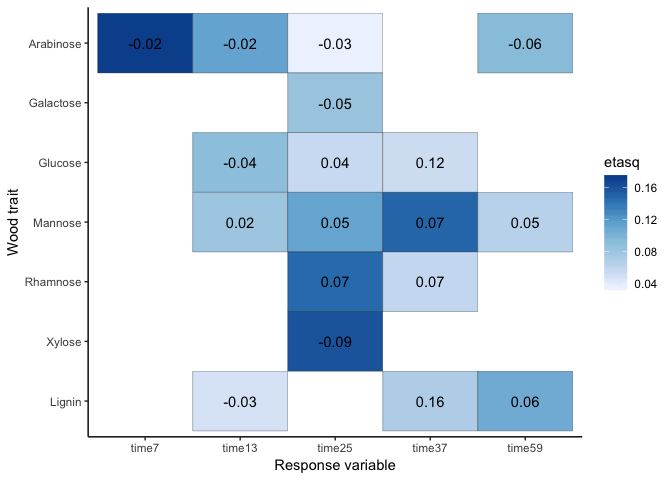 Wood trait
Arabinose -0.02 -0.02 -0.03 -0.06
Galactose -0.05
Glucose -0.04 0.04 0.12
Mannose 0.02 0.05 0.07 0.05
Rhamnose 0.07 0.07
Xylose -0.09
Lignin -0.03 0.16 0.06
time7 time13 time25 time37 time59
Response variable
etasq
0.16
0.12
0.08
0.04